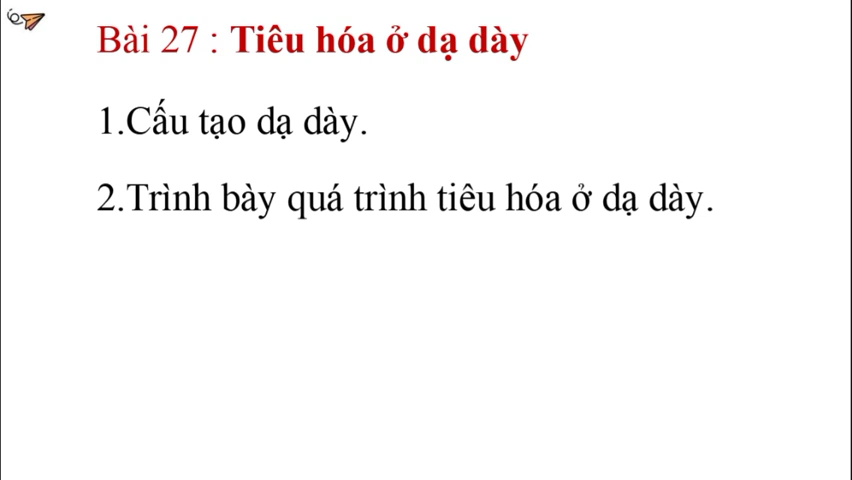 Bài 27 : Tiêu hóa ở dạ dày
1.Cấu tạo dạ dày.
2.Trình bày quá trình tiêu hóa ở dạ dày.